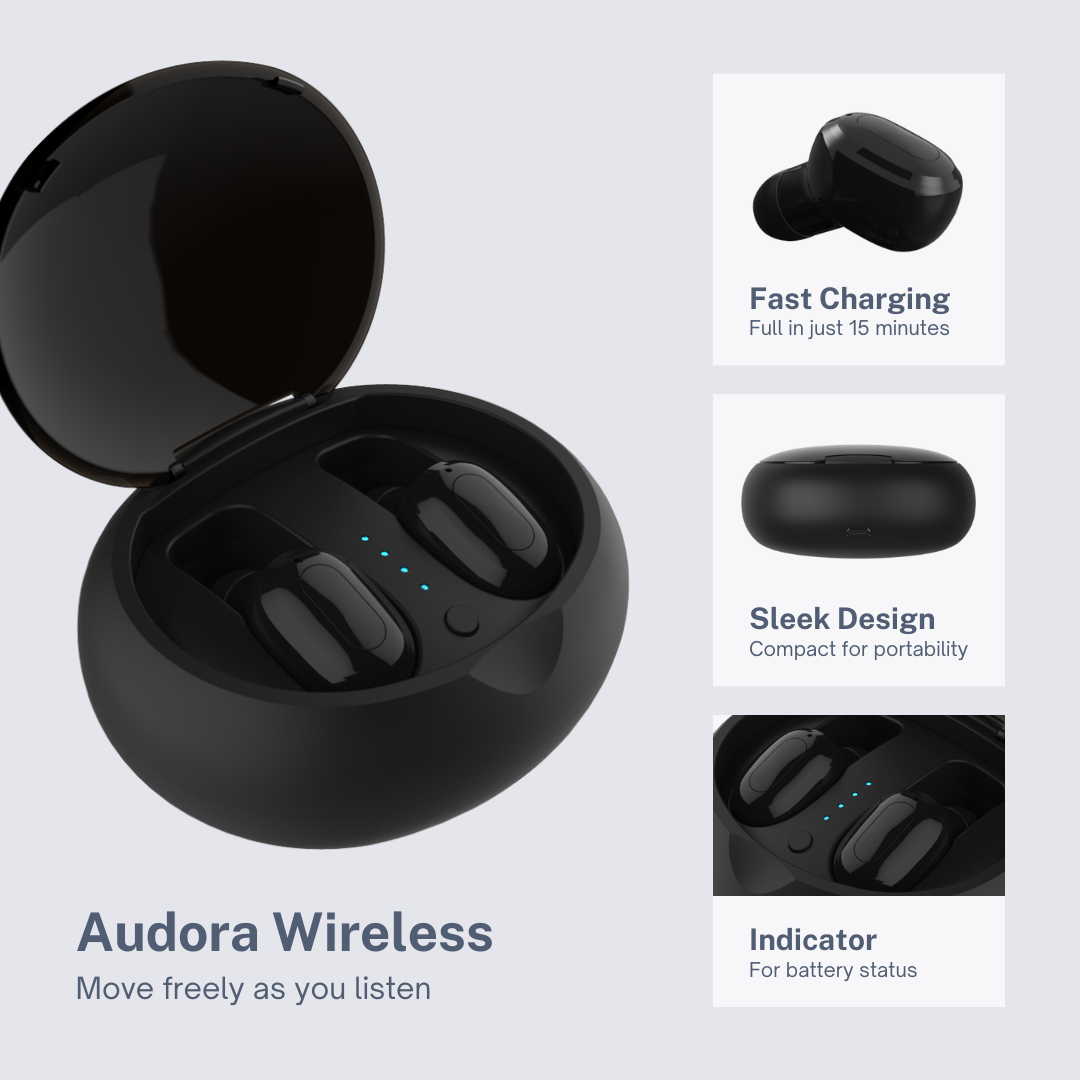 Audora Wireless
Move freely as you listen
Fast Charging
Full in just 15 minutes
Sleek Design
Compact for portability
Indicator
For battery status